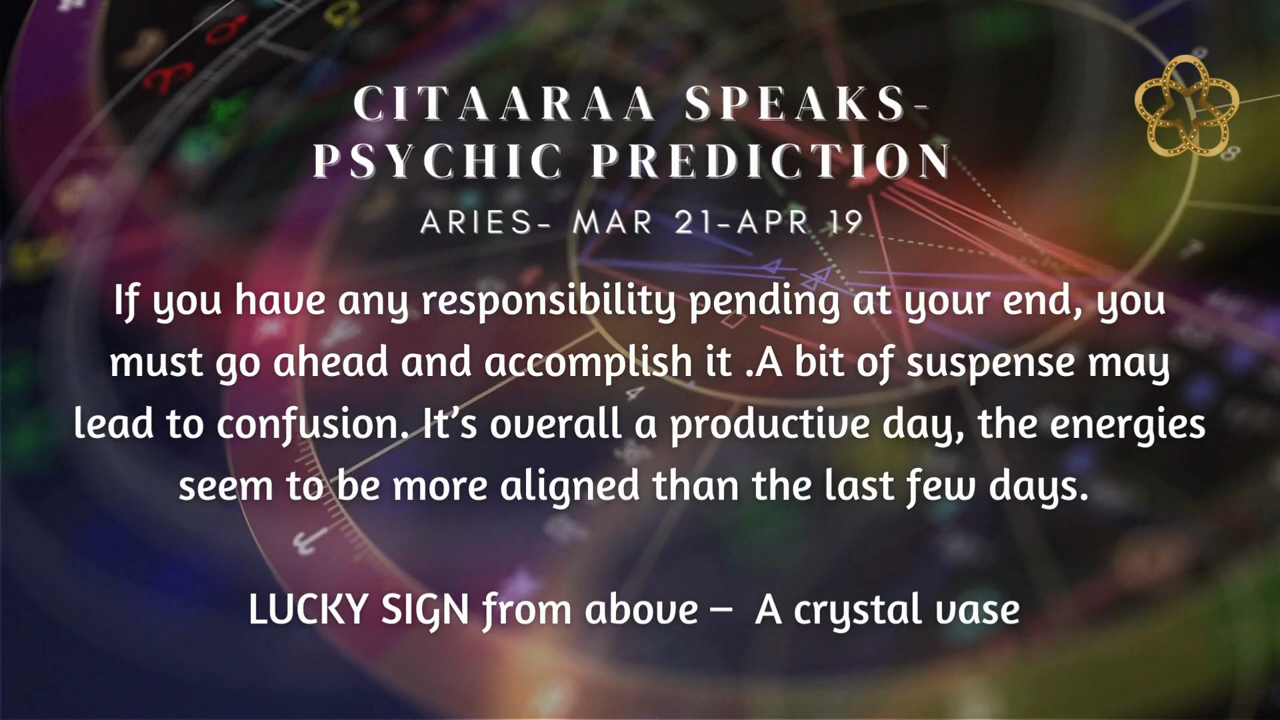 CITAARAA SPEAKS-
PSYCHIC PREDICTION
ARIES- MAR 21-APR 19
If you have any responsibility pending at your end, you
must go ahead and accomplish it .A bit of suspense may
lead to confusion. It’s overall a productive day, the energies
seem to be more aligned than the last few days.
LUCKY SIGN from above –  A crystal vase